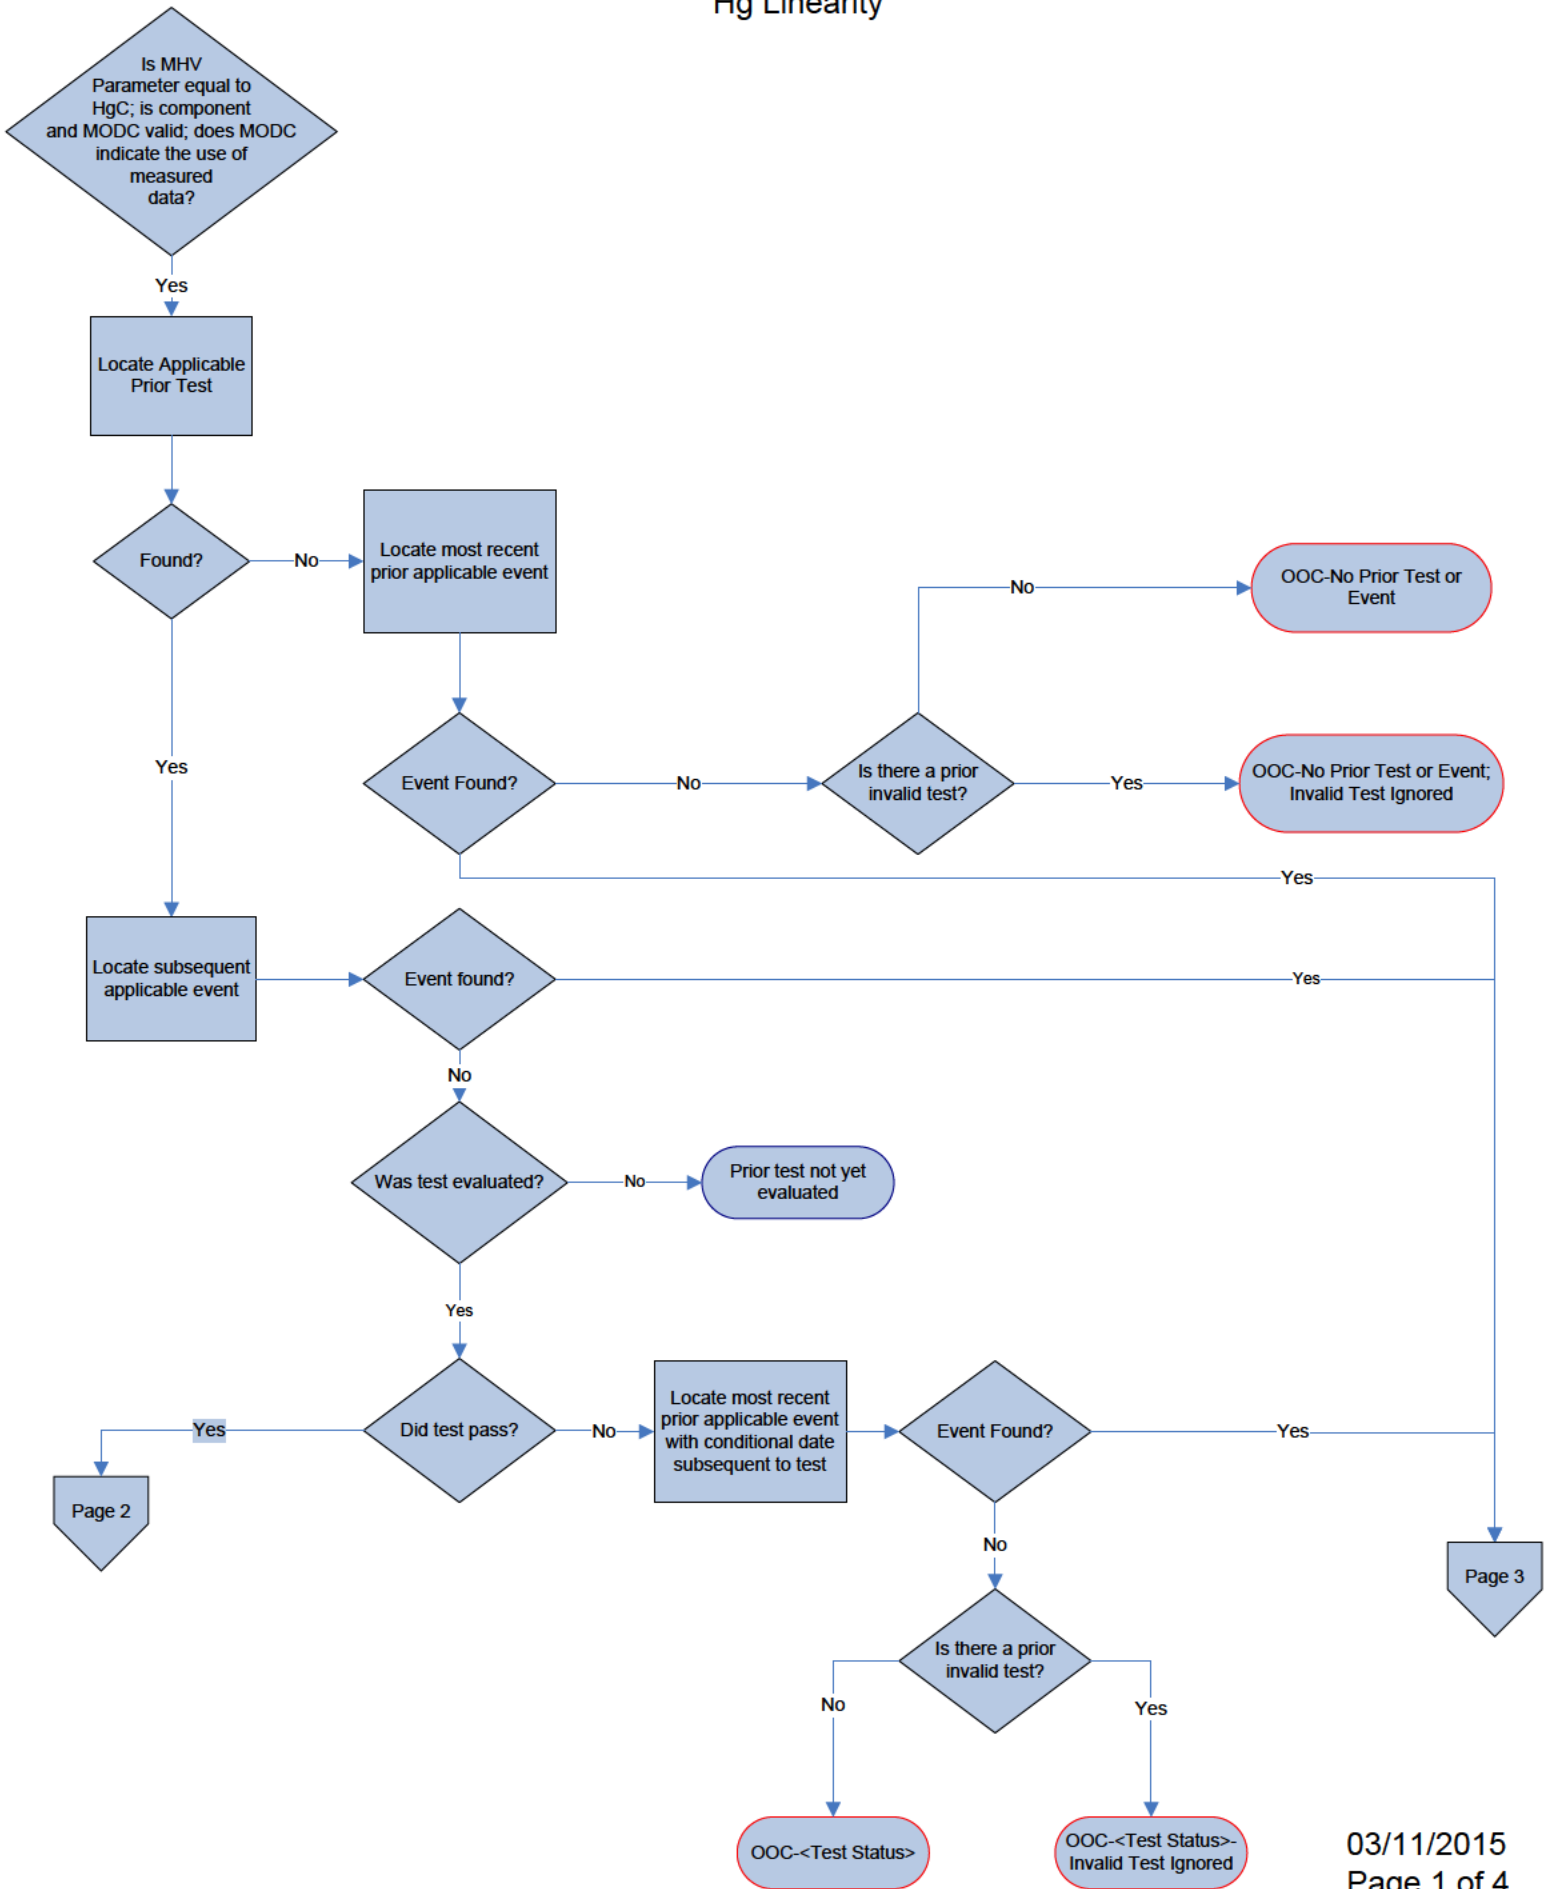 Hg Linearity
Is MHV
Parameter equal to
HgC; is component
and MODC valid; does MODC
indicate the use of
measured
data?
Yes
Locate Applicable
Prior Test
Found?
No
Locate most recent
prior applicable event
No
OOC-No Prior Test or
Event
Yes
Event Found?
No
Is there a prior
invalid test?
Yes
OOC-No Prior Test or Event;
Invalid Test Ignored
Yes
Locate subsequent
applicable event
Event found?
Yes
No
Was test evaluated?
No
Prior test not yet
evaluated
Yes
Did test pass?
Yes
Page 2
No
Locate most recent
prior applicable event
with conditional date
subsequent to test
Event Found?
Yes
No
Page 3
Is there a prior
invalid test?
No
Yes
OOC-<Test Status>
OOC-<Test Status>-
Invalid Test Ignored
03/11/2015
Page 1 of 4